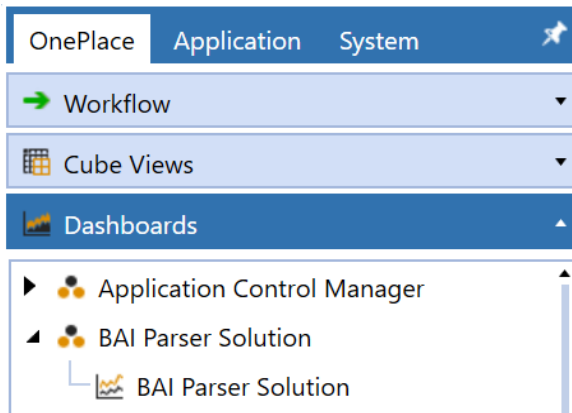 OnePlace Application System
Workflow
Cube Views
Dashboards
Application Control Manager
BAI Parser Solution
BAI Parser Solution